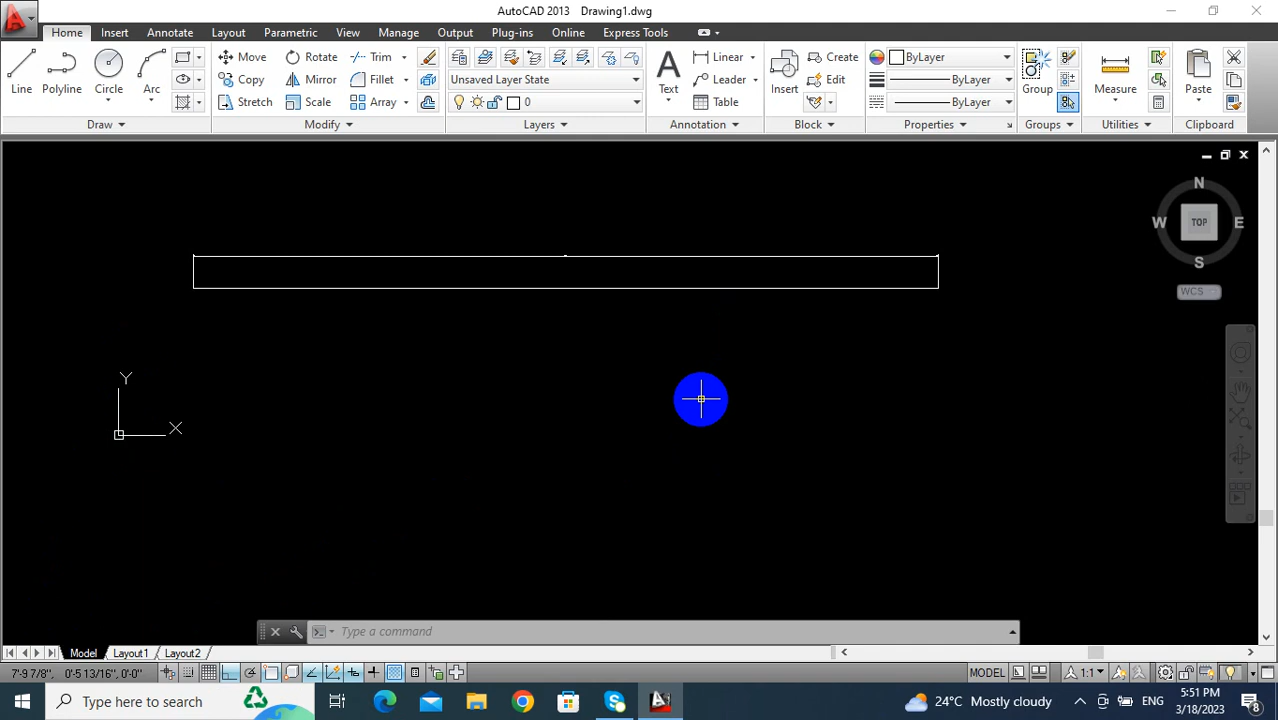 AutoCAD 2013 Drawing1.dwg
Home Insert Annotate Layout Parametric View Manage Output Plug-ins Online Express Tools
Line Polyline Circle Arc
Move Rotate Trim
Copy Mirror Fillet
Stretch Scale Array
Unsaved Layer State
0
Text
Linear
Leader
Table
Insert
Create
Edit
ByLayer
ByLayer
ByLayer
Group
Measure
Paste
Draw Modify Layers Annotation Block Properties Groups Utilities Clipboard
N
W TOP E
S
WCS
Y
X
Type a command
Model Layout1 Layout2
7'-9 7/8", 0'-5 13/16", 0'-0" MODEL 1:1
Type here to search
24°C Mostly cloudy ENG
5:51 PM
3/18/2023
8